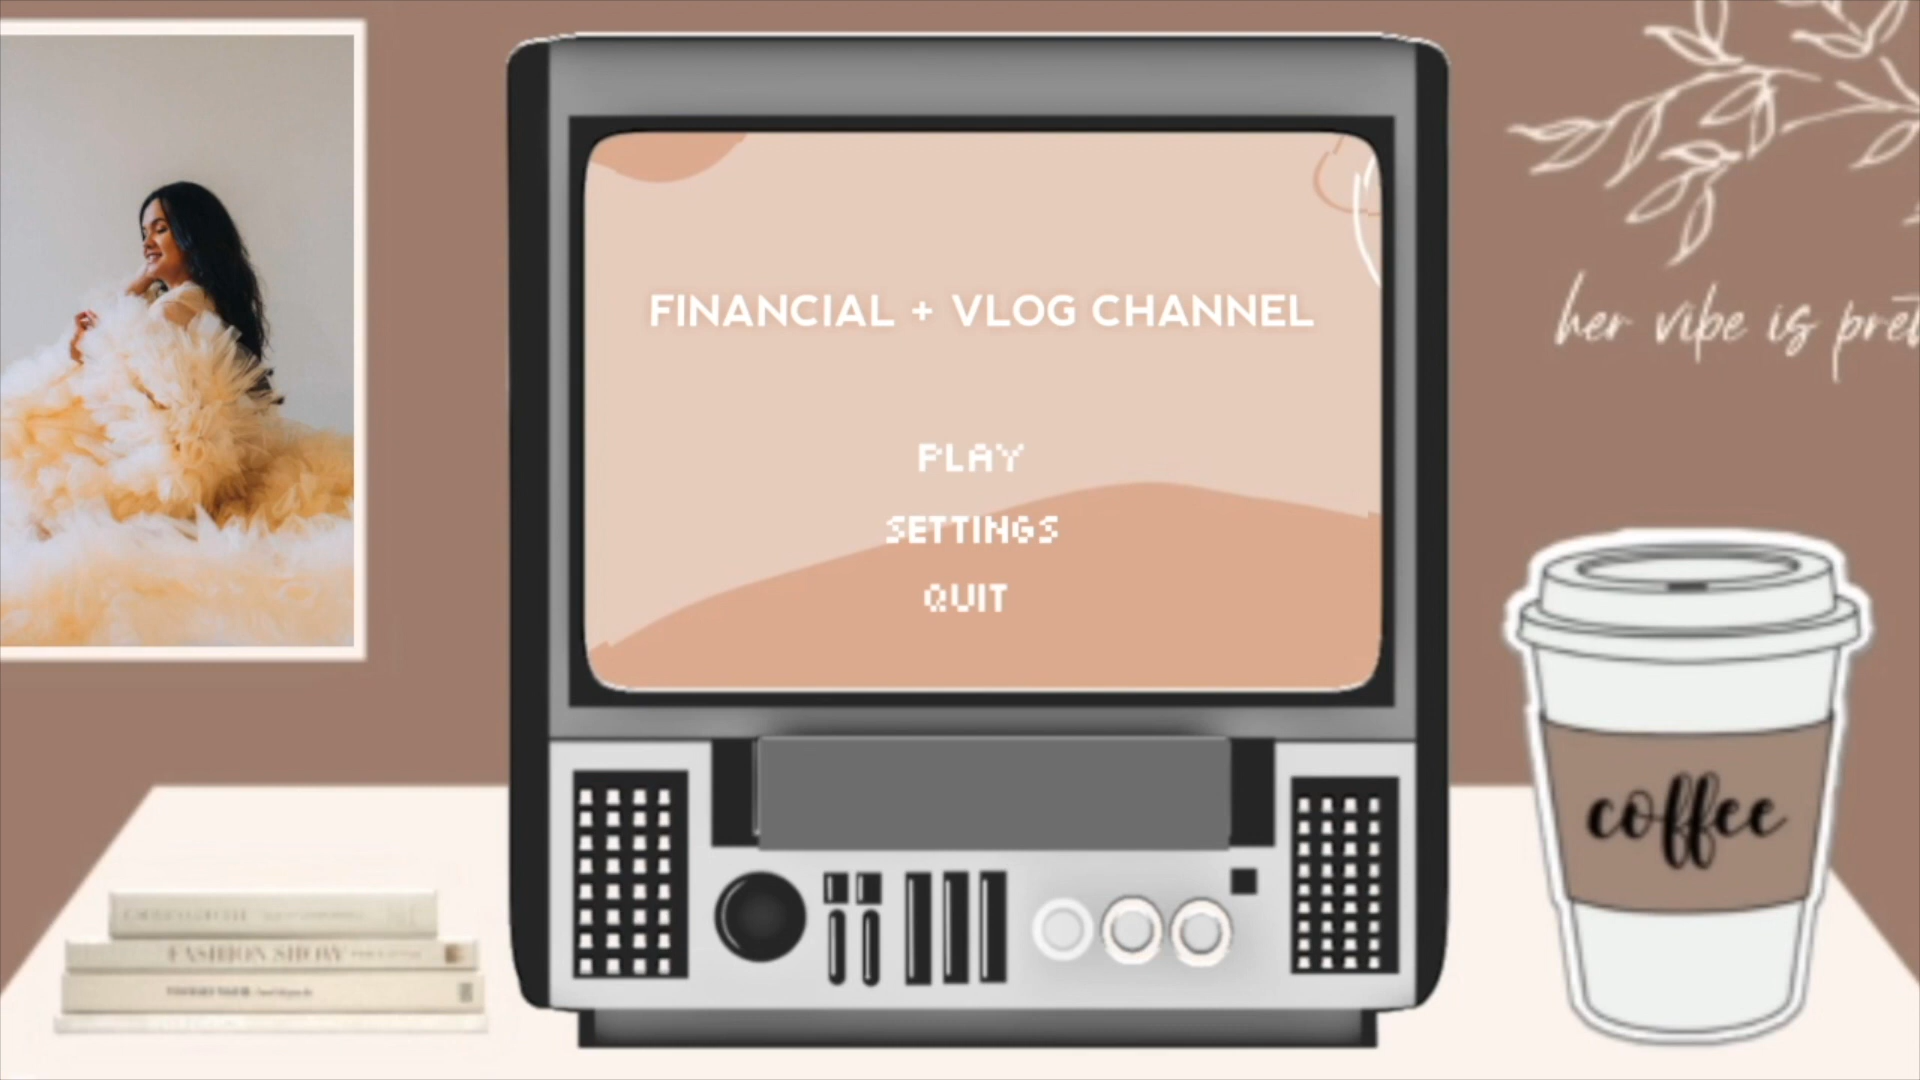 FINANCIAL + VLOG CHANNEL
PLAY
SETTINGS
QUIT
her vibe is pret
coffee
FASHION SHOW